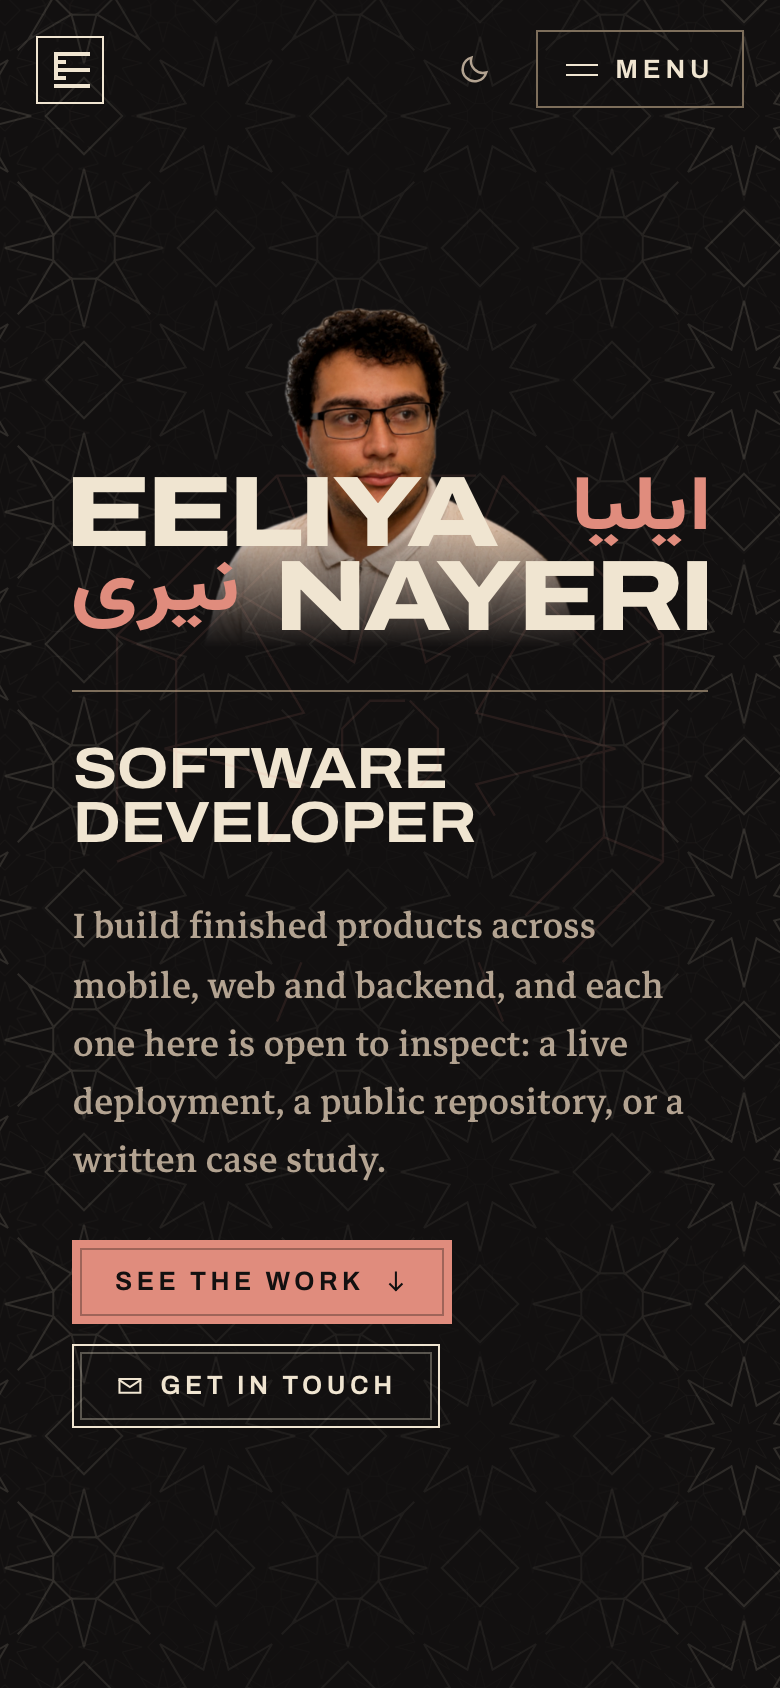 E
MENU
EELIYA ایلیا
نیری NAYERI
SOFTWARE
DEVELOPER
I build finished products across
mobile, web and backend, and each
one here is open to inspect: a live
deployment, a public repository, or a
written case study.
SEE THE WORK ↓
GET IN TOUCH